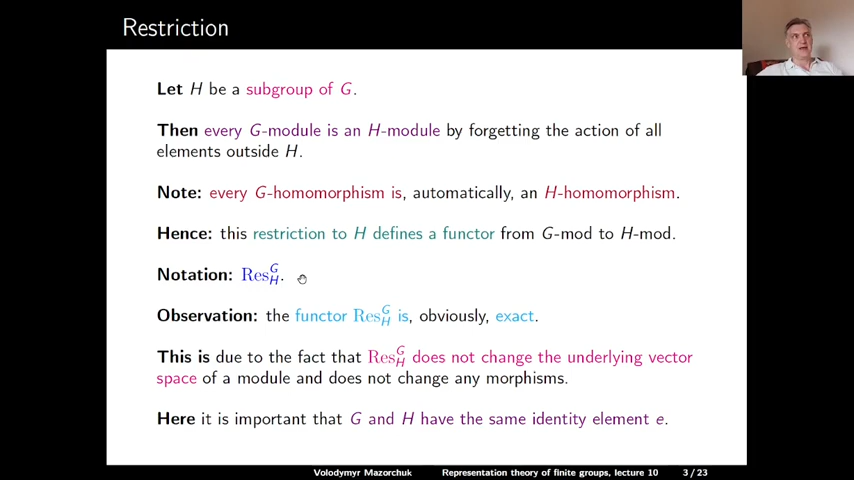 Restriction
Let H be a subgroup of G.
Then every G-module is an H-module by forgetting the action of all
elements outside H.
Note: every G-homomorphism is, automatically, an H-homomorphism.
Hence: this restriction to H defines a functor from G-mod to H-mod.
Notation: Res^G_H.
Observation: the functor Res^G_H is, obviously, exact.
This is due to the fact that Res^G_H does not change the underlying vector
space of a module and does not change any morphisms.
Here it is important that G and H have the same identity element e.
Volodymyr Mazorchuk Representation theory of finite groups, lecture 10 3/23